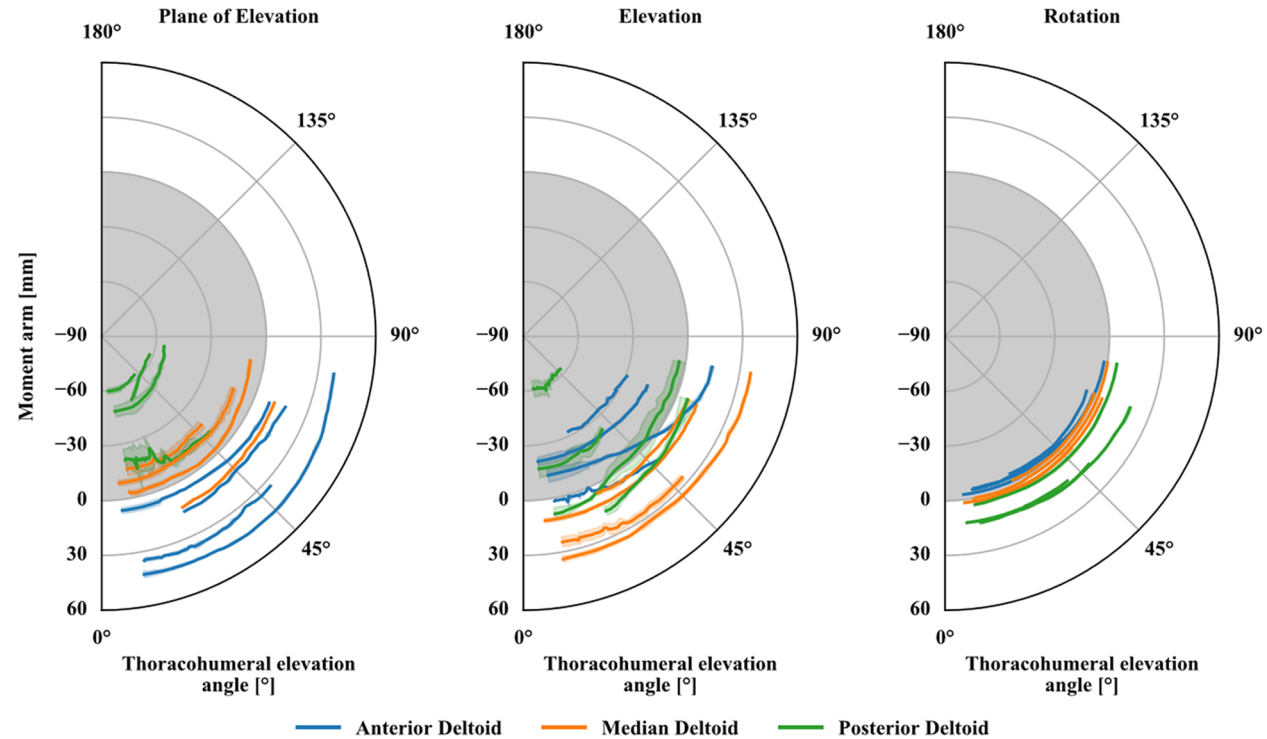 Plane of Elevation
Elevation
Rotation
180°
180°
180°
135°
135°
135°
Moment arm [mm]
−90
90°
−90
90°
−90
90°
−60
−60
−60
−30
−30
−30
0
0
0
45°
45°
45°
30
30
30
60
60
60
0°
0°
0°
Thoracohumeral elevation
angle [°]
Thoracohumeral elevation
angle [°]
Thoracohumeral elevation
angle [°]
Anterior Deltoid
Median Deltoid
Posterior Deltoid